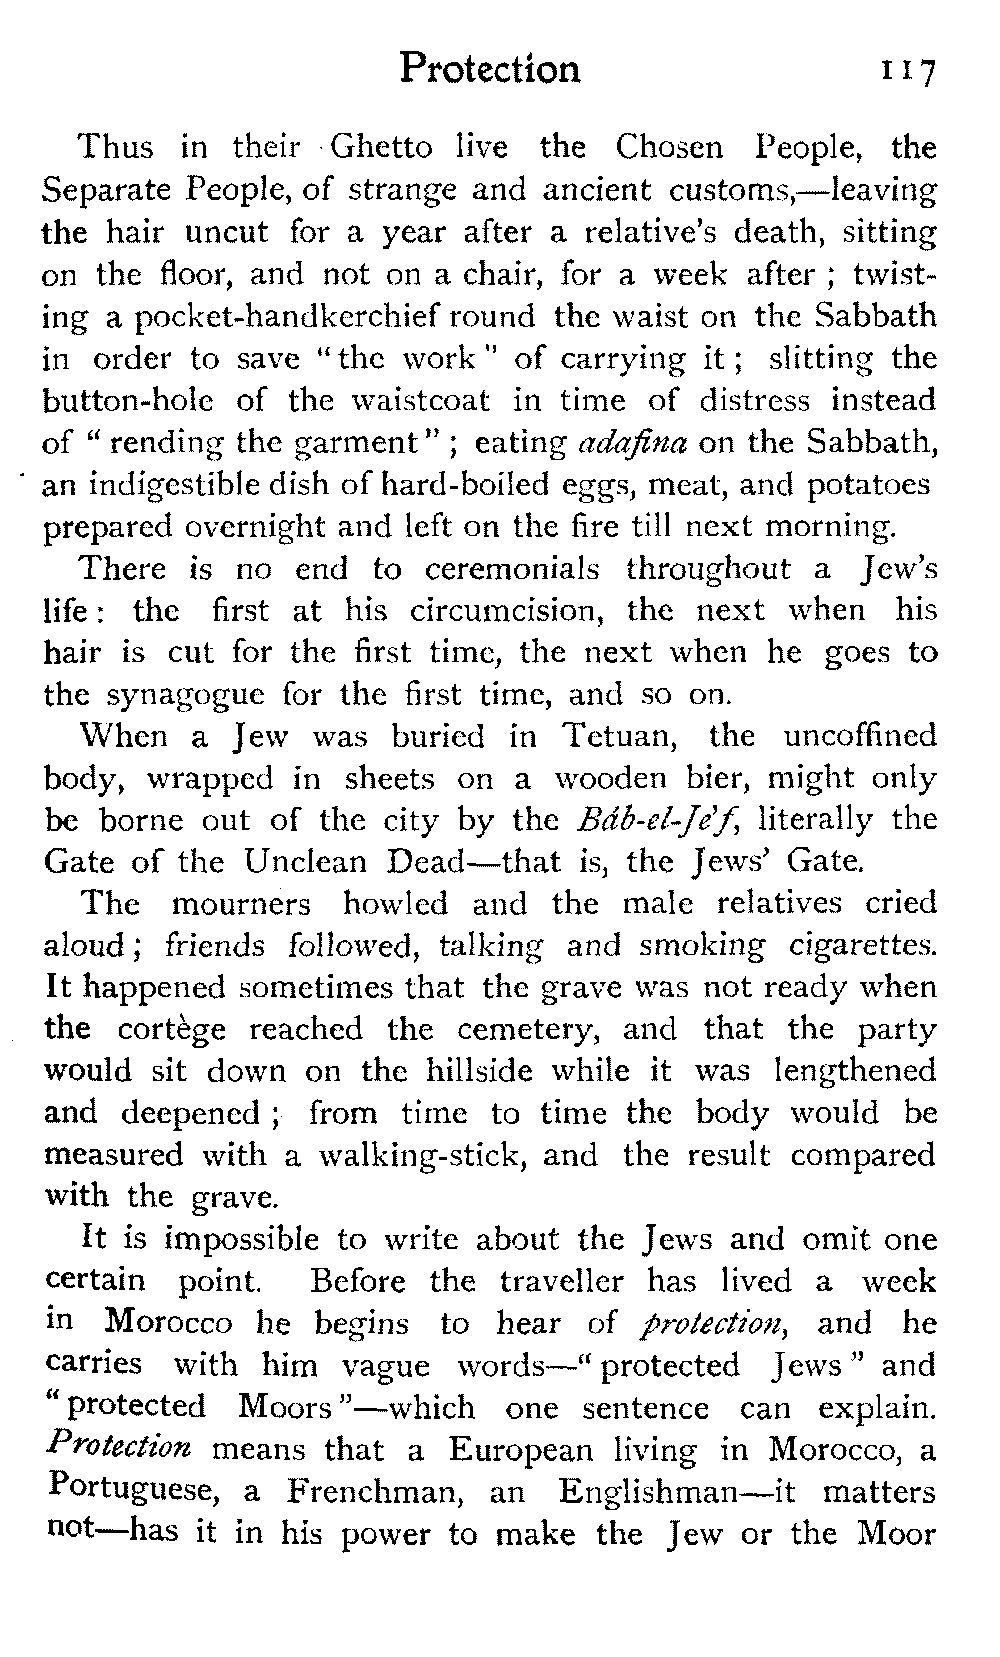 Protection 117
Thus in their Ghetto live the Chosen People, the
Separate People, of strange and ancient customs,—leaving
the hair uncut for a year after a relative's death, sitting
on the floor, and not on a chair, for a week after ; twist-
ing a pocket-handkerchief round the waist on the Sabbath
in order to save "the work" of carrying it ; slitting the
button-hole of the waistcoat in time of distress instead
of " rending the garment" ; eating adafina on the Sabbath,
an indigestible dish of hard-boiled eggs, meat, and potatoes
prepared overnight and left on the fire till next morning.
There is no end to ceremonials throughout a Jew's
life : the first at his circumcision, the next when his
hair is cut for the first time, the next when he goes to
the synagogue for the first time, and so on.
When a Jew was buried in Tetuan, the uncoffined
body, wrapped in sheets on a wooden bier, might only
be borne out of the city by the Báb-el-Je'f, literally the
Gate of the Unclean Dead—that is, the Jews' Gate.
The mourners howled and the male relatives cried
aloud ; friends followed, talking and smoking cigarettes.
It happened sometimes that the grave was not ready when
the cortège reached the cemetery, and that the party
would sit down on the hillside while it was lengthened
and deepened ; from time to time the body would be
measured with a walking-stick, and the result compared
with the grave.
It is impossible to write about the Jews and omit one
certain point. Before the traveller has lived a week
in Morocco he begins to hear of protection, and he
carries with him vague words—" protected Jews " and
" protected Moors "—which one sentence can explain.
Protection means that a European living in Morocco, a
Portuguese, a Frenchman, an Englishman—it matters
not—has it in his power to make the Jew or the Moor